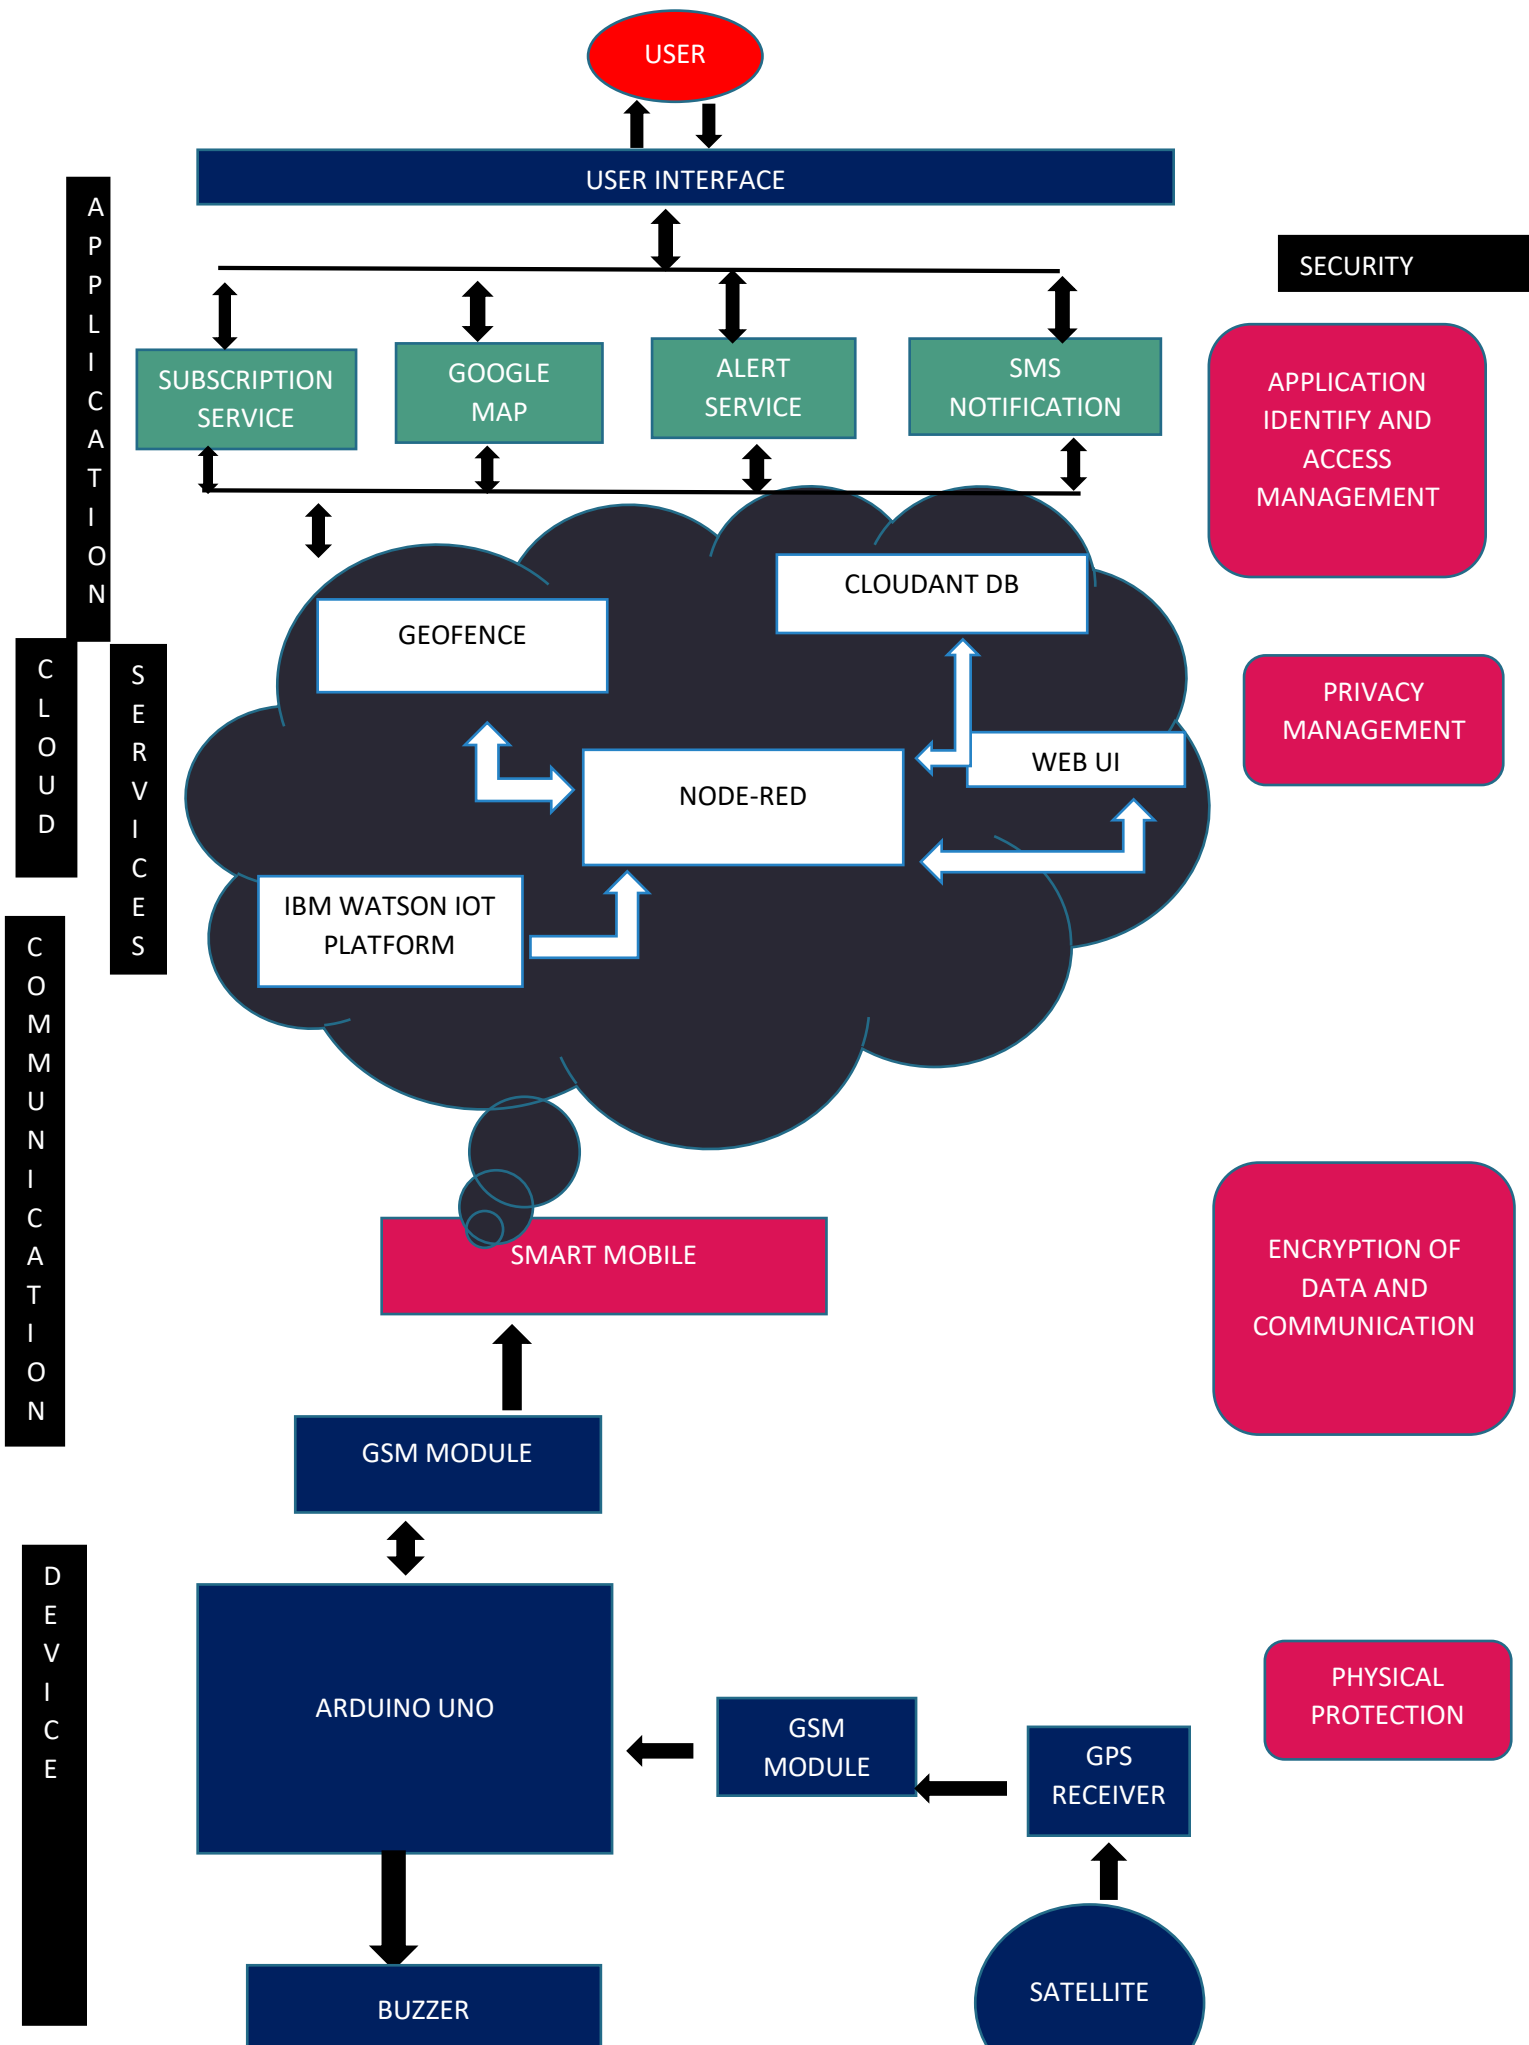 USER
USER INTERFACE
APPLICATION
SECURITY
SUBSCRIPTION
SERVICE
GOOGLE
MAP
ALERT
SERVICE
SMS
NOTIFICATION
APPLICATION
IDENTIFY AND
ACCESS
MANAGEMENT
CLOUD
SERVICES
GEOFENCE
CLOUDANT DB
NODE-RED
WEB UI
PRIVACY
MANAGEMENT
IBM WATSON IOT
PLATFORM
COMMUNICATION
SMART MOBILE
ENCRYPTION OF
DATA AND
COMMUNICATION
GSM MODULE
DEVICE
ARDUINO UNO
GSM
MODULE
GPS
RECEIVER
PHYSICAL
PROTECTION
BUZZER
SATELLITE